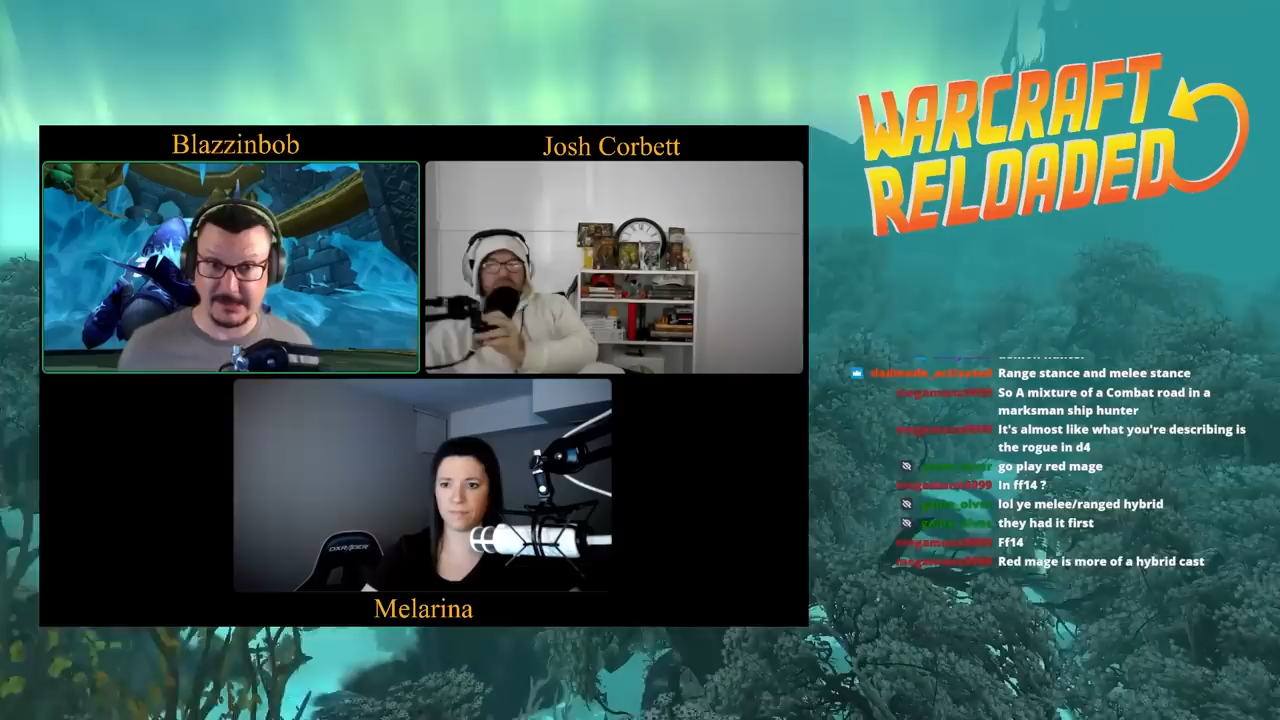 Blazzinbob
Josh Corbett
Melarina
DXRACER
WARCRAFT
RELOADED
Range stance and melee stance
So A mixture of a Combat road in a
marksman ship hunter
It's almost like what you're describing is
the rogue in d4
go play red mage
In ff14 ?
lol ye melee/ranged hybrid
they had it first
Ff14
Red mage is more of a hybrid cast